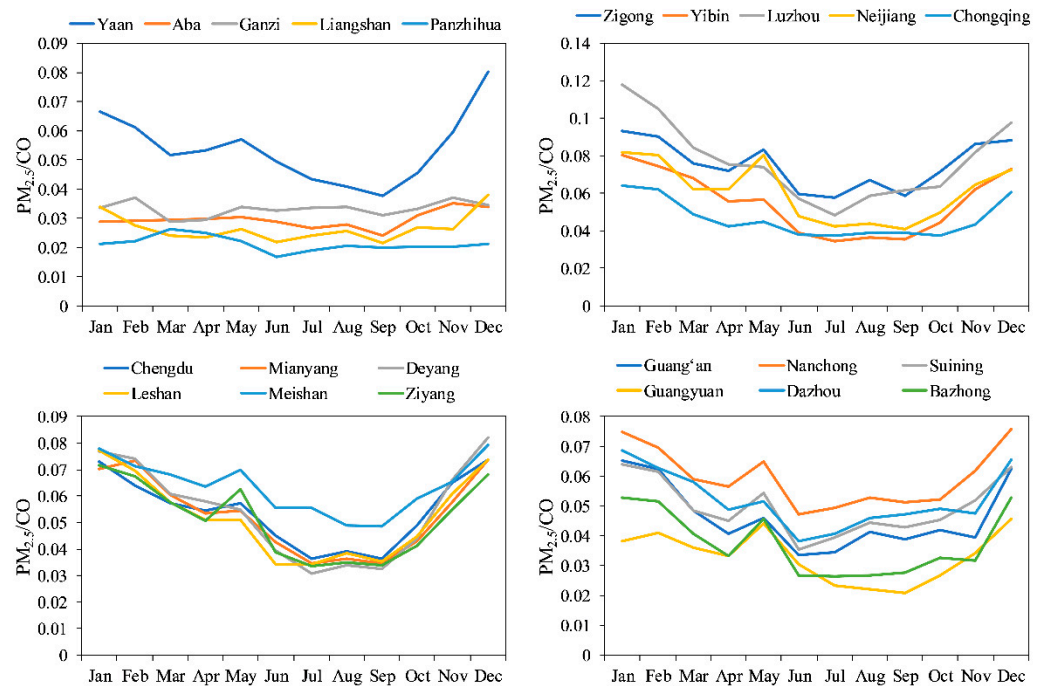 Yaan Aba Ganzi Liangshan Panzhihua
0.09
0.08
0.07
0.06
0.05
0.04
0.03
0.02
0.01
0
PM2.5/CO
Jan Feb Mar Apr May Jun Jul Aug Sep Oct Nov Dec
Zigong Yibin Luzhou Neijiang Chongqing
0.14
0.12
0.1
0.08
0.06
0.04
0.02
0
PM2.5/CO
Jan Feb Mar Apr May Jun Jul Aug Sep Oct Nov Dec
Chengdu Mianyang Deyang
Leshan Meishan Ziyang
0.09
0.08
0.07
0.06
0.05
0.04
0.03
0.02
0.01
0
PM2.5/CO
Jan Feb Mar Apr May Jun Jul Aug Sep Oct Nov Dec
Guang‘an Nanchong Suining
Guangyuan Dazhou Bazhong
0.08
0.07
0.06
0.05
0.04
0.03
0.02
0.01
0
PM2.5/CO
Jan Feb Mar Apr May Jun Jul Aug Sep Oct Nov Dec